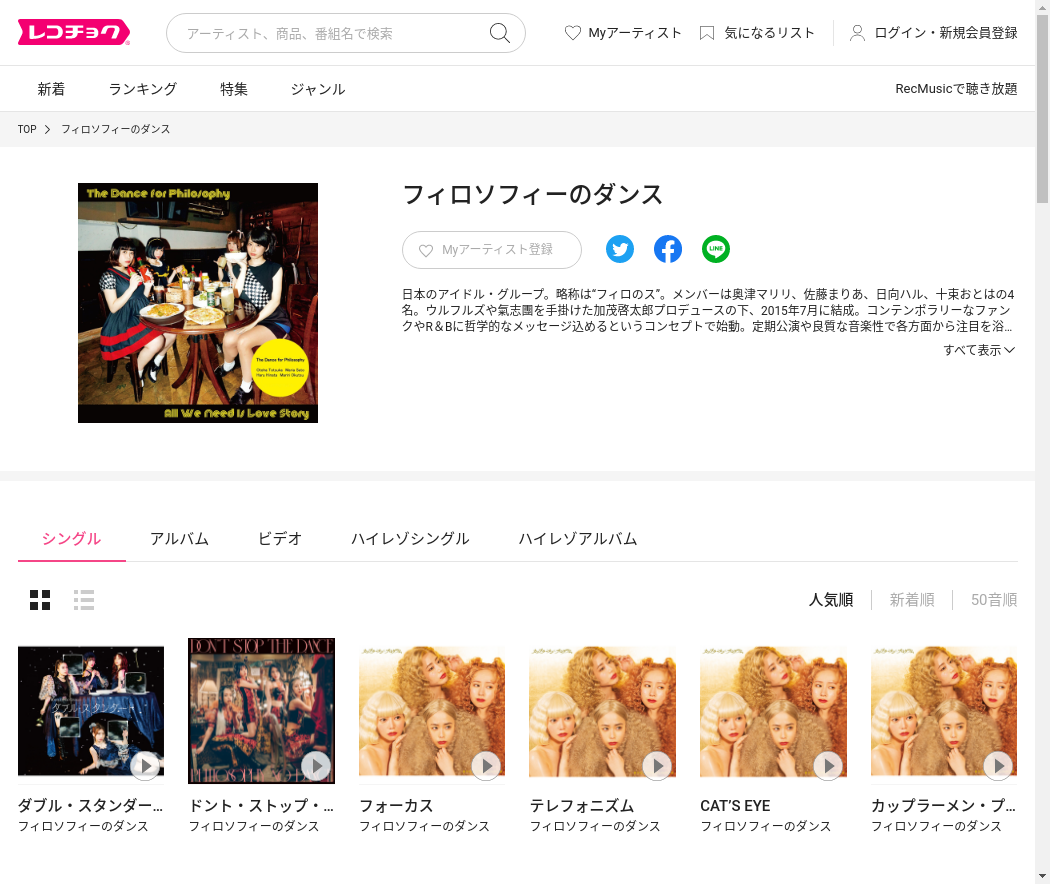 レコチョク
アーティスト、商品、番組名で検索
Myアーティスト
気になるリスト
ログイン・新規会員登録
新着
ランキング
特集
ジャンル
RecMusicで聴き放題
TOP
フィロソフィーのダンス
The Dance for Philosophy
The Dance for Philosophy
All We Need Is Love Story
フィロソフィーのダンス
Myアーティスト登録
LINE
日本のアイドル・グループ。略称は“フィロのス”。メンバーは奥津マリリ、佐藤まりあ、日向ハル、十束おとはの4
名。ウルフルズや氣志團を手掛けた加茂啓太郎プロデュースの下、2015年7月に結成。コンテンポラリーなファン
クやR＆Bに哲学的なメッセージ込めるというコンセプトで始動。定期公演や良質な音楽性で各方面から注目を浴...
すべて表示
シングル
アルバム
ビデオ
ハイレゾシングル
ハイレゾアルバム
人気順
新着順
50音順
ダブル・スタンダード
DON'T STOP THE DANCE
PHILOSOPHY NO DANCE
ダブル・スタンダー...
フィロソフィーのダンス
ドント・ストップ・...
フィロソフィーのダンス
フォーカス
フィロソフィーのダンス
テレフォニズム
フィロソフィーのダンス
CAT’S EYE
フィロソフィーのダンス
カップラーメン・プ...
フィロソフィーのダンス